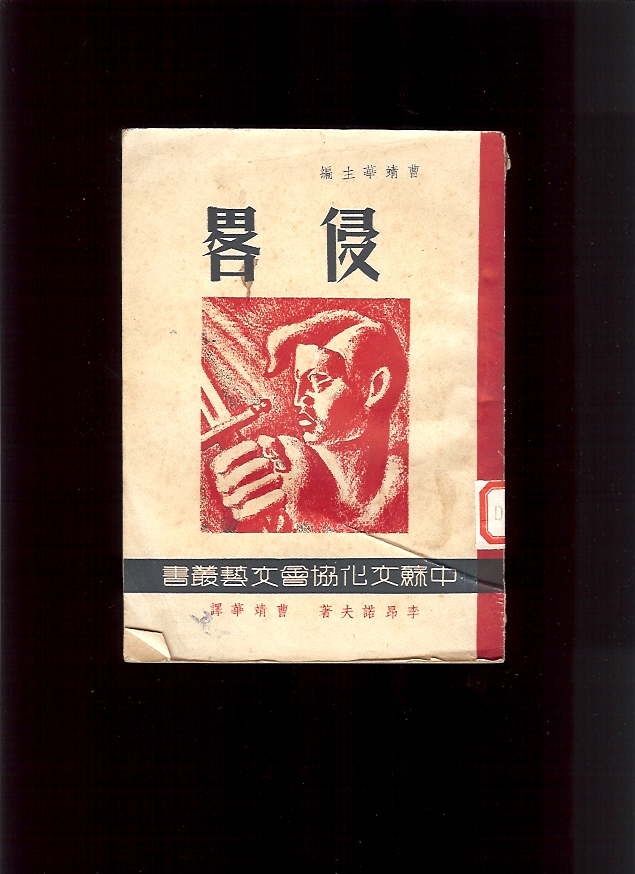 曹靖華主編
侵畧
中蘇文化協會文藝叢書
李昂諾夫著 曹靖華譯
D